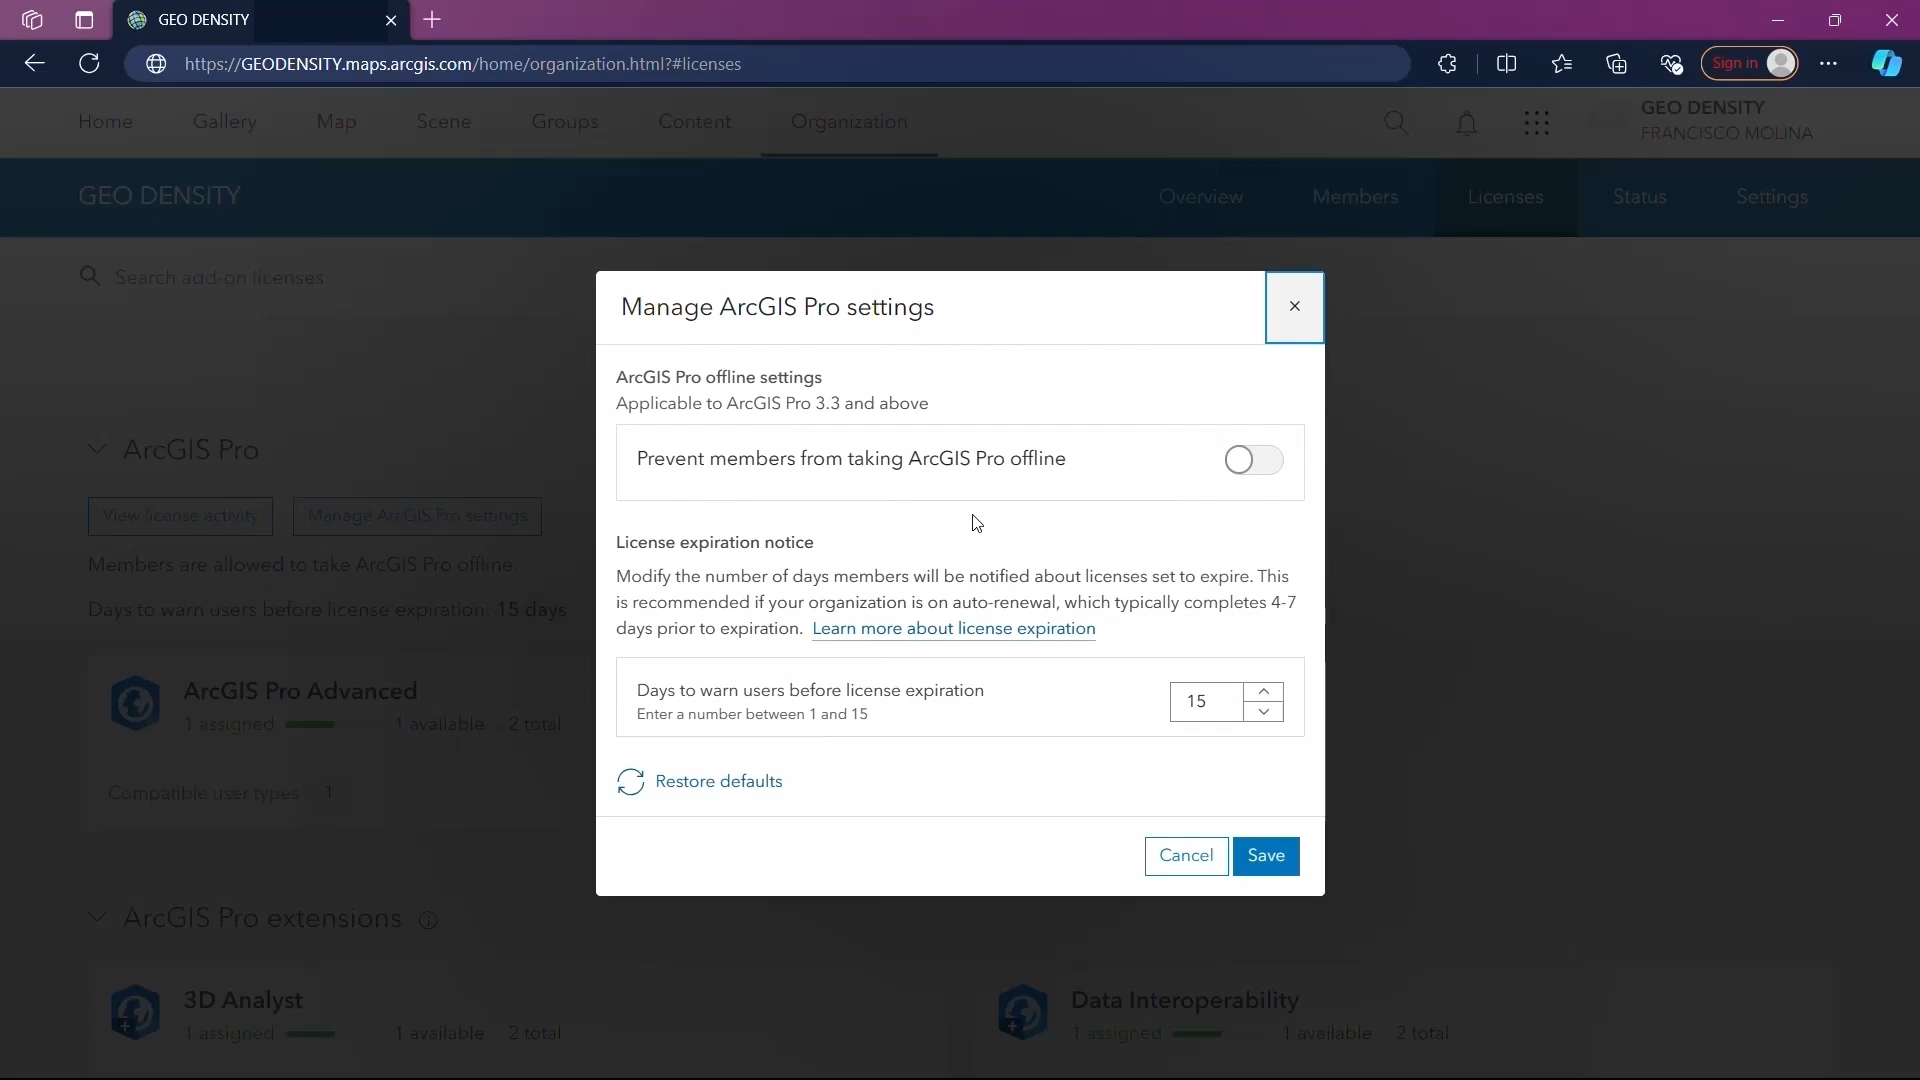 GEO DENSITY
https://GEODENSITY.maps.arcgis.com/home/organization.html?#licenses
Sign in
Home Gallery Map Scene Groups Content Organization
GEO DENSITY
FRANCISCO MOLINA
GEO DENSITY
Overview Members Licenses Status Settings
Search add-on licenses
Manage ArcGIS Pro settings
ArcGIS Pro offline settings
Applicable to ArcGIS Pro 3.3 and above
Prevent members from taking ArcGIS Pro offline
License expiration notice
Modify the number of days members will be notified about licenses set to expire. This
is recommended if your organization is on auto-renewal, which typically completes 4-7
days prior to expiration. Learn more about license expiration
Days to warn users before license expiration
Enter a number between 1 and 15
15
Restore defaults
Cancel Save
ArcGIS Pro
View license activity Manage ArcGIS Pro settings
Members are allowed to take ArcGIS Pro offline.
Days to warn users before license expiration: 15 days
ArcGIS Pro Advanced
1 assigned 1 available 2 total
Compatible user types 1
ArcGIS Pro extensions
3D Analyst
1 assigned 1 available 2 total
Data Interoperability
1 assigned 1 available 2 total